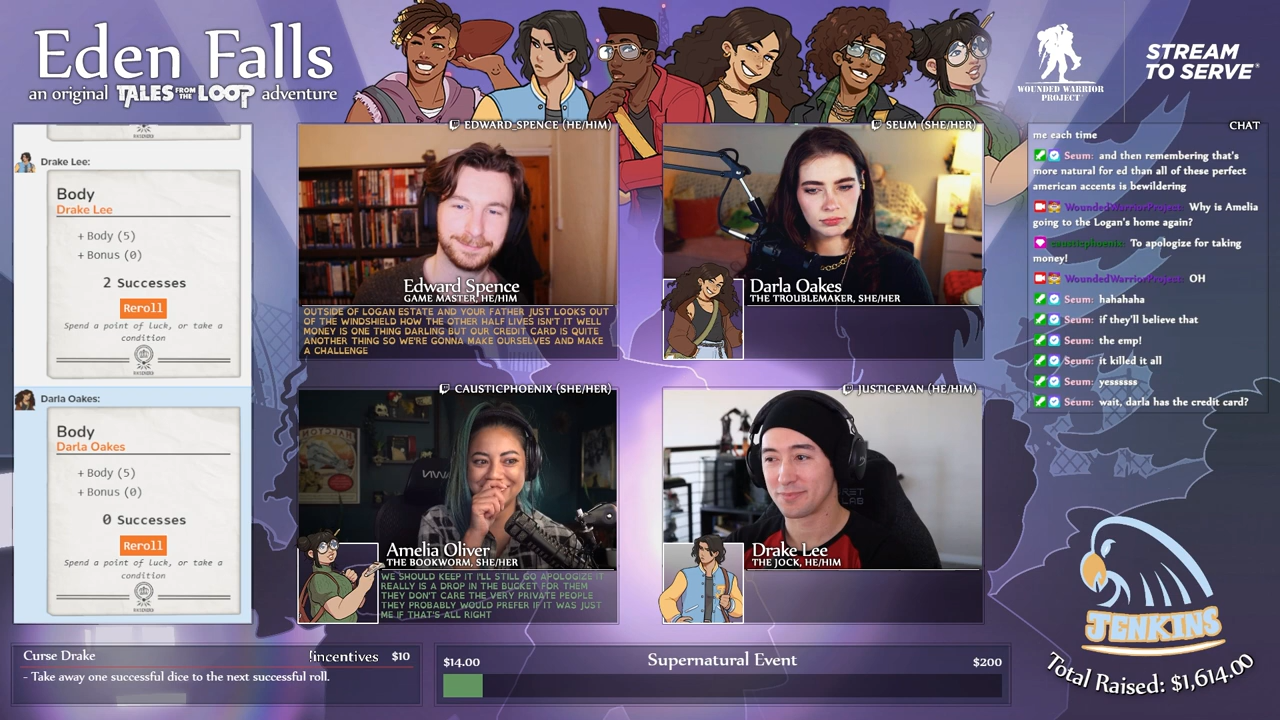 Eden Falls
an original TALES FROM THE LOOP adventure
WOUNDED WARRIOR
PROJECT
STREAM
TO SERVE
Drake Lee:
Body
Drake Lee
+ Body (5)
+ Bonus (0)
2 Successes
Reroll
Spend a point of luck, or take a
condition
Darla Oakes:
Body
Darla Oakes
+ Body (5)
+ Bonus (0)
0 Successes
Reroll
Spend a point of luck, or take a
condition
EDWARD_SPENCE (HE/HIM)
Edward Spence
GAME MASTER, HE/HIM
OUTSIDE OF LOGAN ESTATE AND YOUR FATHER JUST LOOKS OUT
OF THE WINDSHIELD HOW THE OTHER HALF LIVES ISN'T IT WELL
MONEY IS ONE THING DARLING BUT OUR CREDIT CARD IS QUITE
ANOTHER THING SO WE'RE GONNA MAKE OURSELVES AND MAKE
A CHALLENGE
SEUM (SHE/HER)
Darla Oakes
THE TROUBLEMAKER, SHE/HER
CAUSTICPHOENIX (SHE/HER)
Amelia Oliver
THE BOOKWORM, SHE/HER
WE SHOULD KEEP IT I'LL STILL GO APOLOGIZE IT
REALLY IS A DROP IN THE BUCKET FOR THEM
THEY DON'T CARE THE VERY PRIVATE PEOPLE
THEY PROBABLY WOULD PREFER IF IT WAS JUST
ME IF THAT'S ALL RIGHT
JUSTICEVAN (HE/HIM)
Drake Lee
THE JOCK, HE/HIM
CHAT
me each time
Seum: and then remembering that's
more natural for ed than all of these perfect
american accents is bewildering
WoundedWarriorProject: Why is Amelia
going to the Logan's home again?
causticphoenix: To apologize for taking
money!
WoundedWarriorProject: OH
Seum: hahahaha
Seum: if they'll believe that
Seum: the emp!
Seum: it killed it all
Seum: yessssss
Seum: wait, darla has the credit card?
Curse Drake
!incentives $10
- Take away one successful dice to the next successful roll.
$14.00
Supernatural Event
$200
JENKINS
Total Raised: $1,614.00